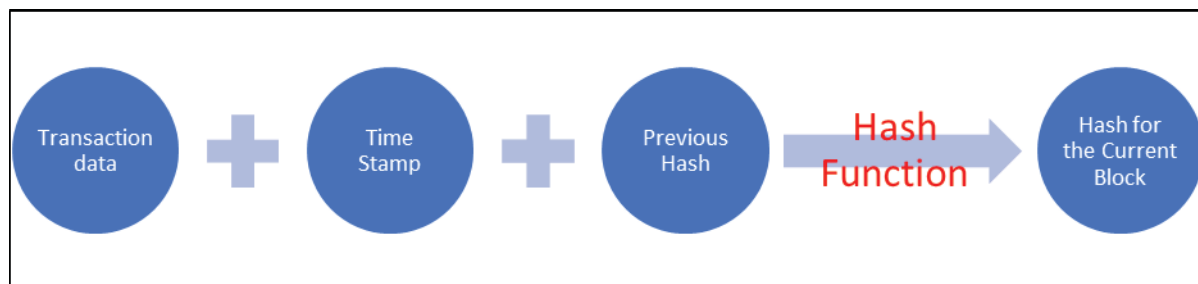 Transaction
data
Time
Stamp
Previous
Hash
Hash
Function
Hash for
the Current
Block